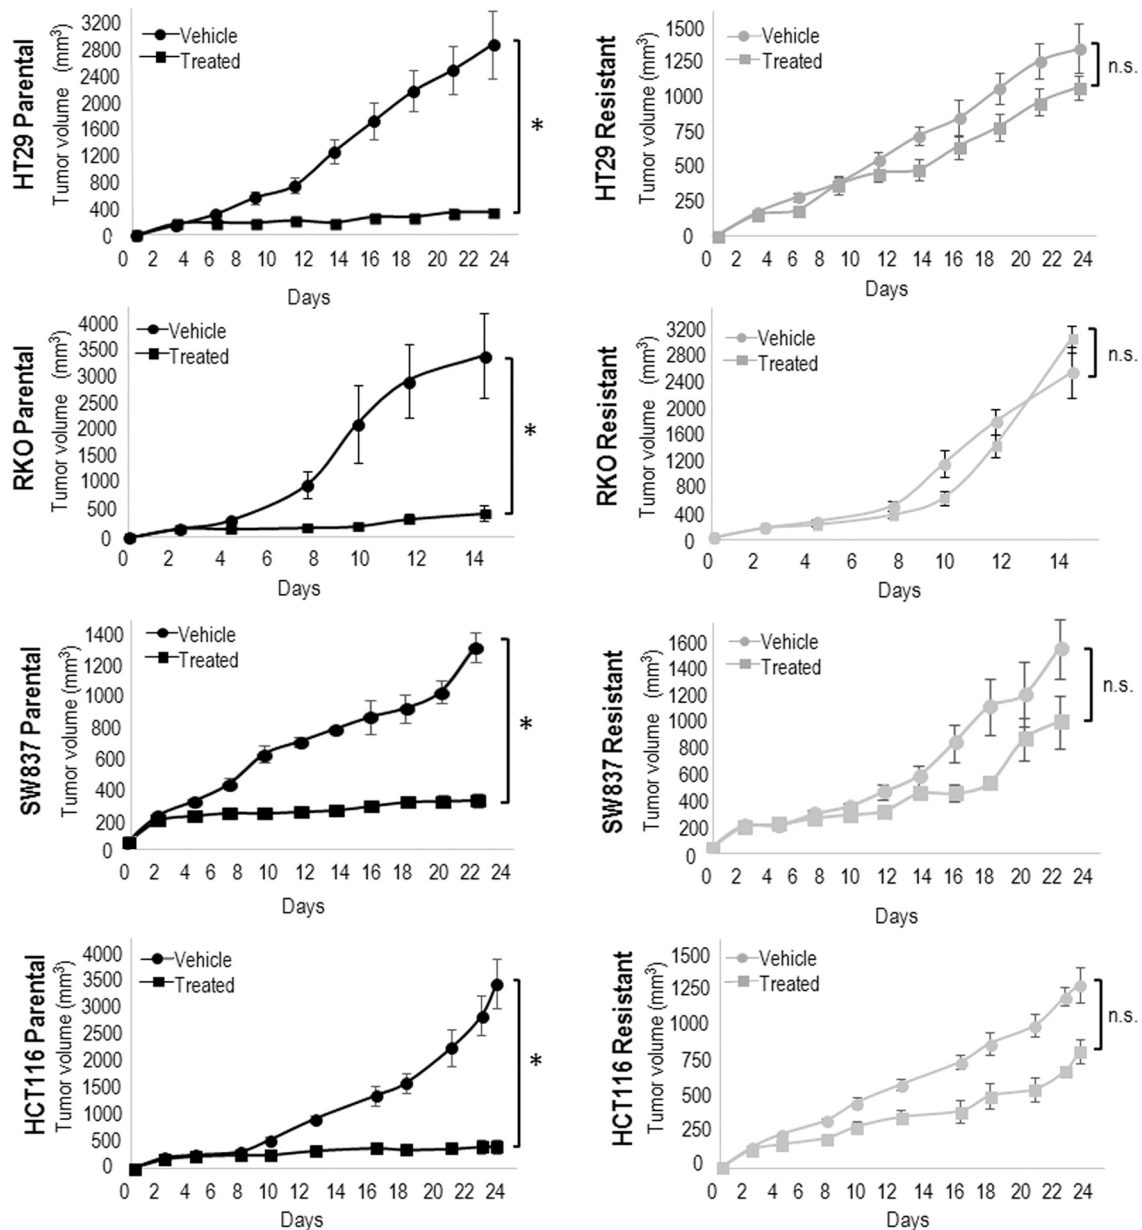 HT29 Parental
Tumor volume (mm³)
3200
2800
2400
2000
1600
1200
800
400
0
Vehicle
Treated
*
0 2 4 6 8 10 12 14 16 18 20 22 24
Days
HT29 Resistant
Tumor volume (mm³)
1500
1250
1000
750
500
250
0
Vehicle
Treated
n.s.
0 2 4 6 8 10 12 14 16 18 20 22 24
Days
RKO Parental
Tumor volume (mm³)
4000
3500
3000
2500
2000
1500
1000
500
0
Vehicle
Treated
*
0 2 4 6 8 10 12 14
Days
RKO Resistant
Tumor volume (mm³)
3200
2800
2400
2000
1600
1200
800
400
0
Vehicle
Treated
n.s.
0 2 4 6 8 10 12 14
Days
SW837 Parental
Tumor volume (mm³)
1400
1200
1000
800
600
400
200
0
Vehicle
Treated
*
0 2 4 6 8 10 12 14 16 18 20 22 24
Days
SW837 Resistant
Tumor volume (mm³)
1600
1400
1200
1000
800
600
400
200
0
Vehicle
Treated
n.s.
0 2 4 6 8 10 12 14 16 18 20 22 24
Days
HCT116 Parental
Tumor volume (mm³)
4000
3500
3000
2500
2000
1500
1000
500
0
Vehicle
Treated
*
0 2 4 6 8 10 12 14 16 18 20 22 24
Days
HCT116 Resistant
Tumor volume (mm³)
1500
1250
1000
750
500
250
0
Vehicle
Treated
n.s.
0 2 4 6 8 10 12 14 16 18 20 22 24
Days